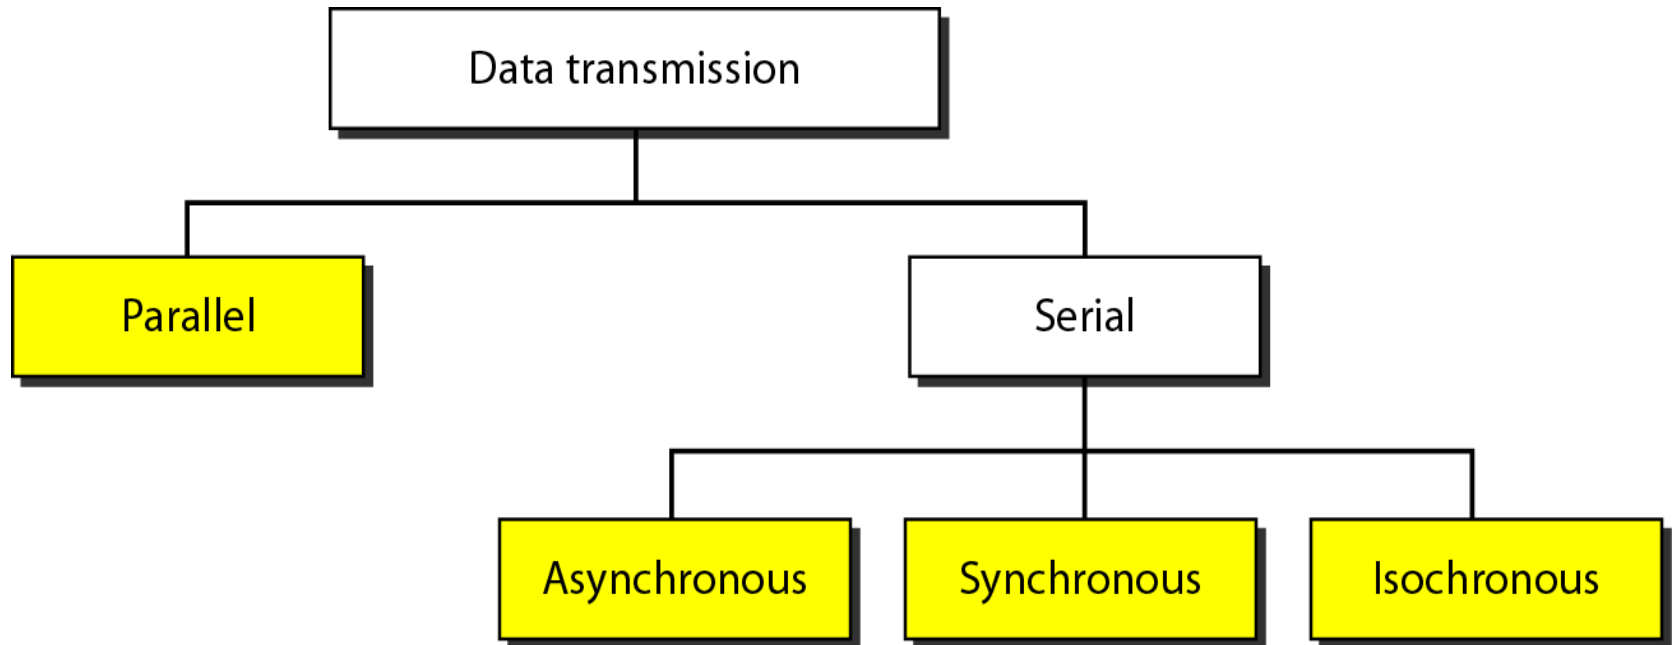 Data transmission
Parallel
Serial
Asynchronous
Synchronous
Isochronous